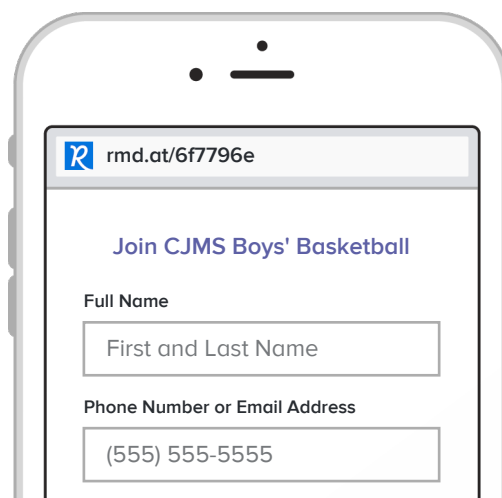 rmd.at/6f7796e
Join CJMS Boys' Basketball
Full Name
First and Last Name
Phone Number or Email Address
(555) 555-5555